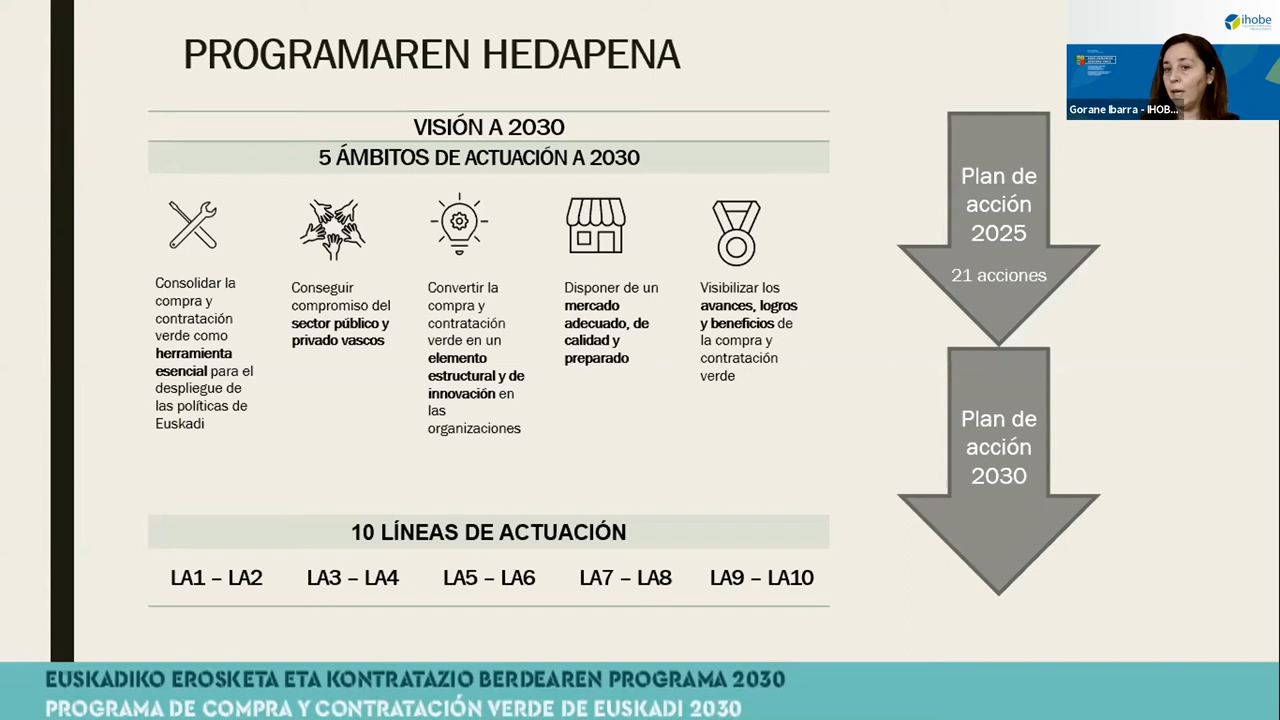 PROGRAMAREN HEDAPENA
ihobe
Gorane Ibarra - IHOB...
VISIÓN A 2030
5 ÁMBITOS DE ACTUACIÓN A 2030
Consolidar la
compra y
contratación
verde como
herramienta
esencial para el
despliegue de
las políticas de
Euskadi
Conseguir
compromiso del
sector público y
privado vascos
Convertir la
compra y
contratación
verde en un
elemento
estructural y de
innovación en
las
organizaciones
Disponer de un
mercado
adecuado, de
calidad y
preparado
Visibilizar los
avances, logros
y beneficios de
la compra y
contratación
verde
10 LÍNEAS DE ACTUACIÓN
LA1 – LA2
LA3 – LA4
LA5 – LA6
LA7 – LA8
LA9 – LA10
Plan de
acción
2025
21 acciones
Plan de
acción
2030
EUSKADIKO EROSKETA ETA KONTRATAZIO BERDEAREN PROGRAMA 2030
PROGRAMA DE COMPRA Y CONTRATACIÓN VERDE DE EUSKADI 2030